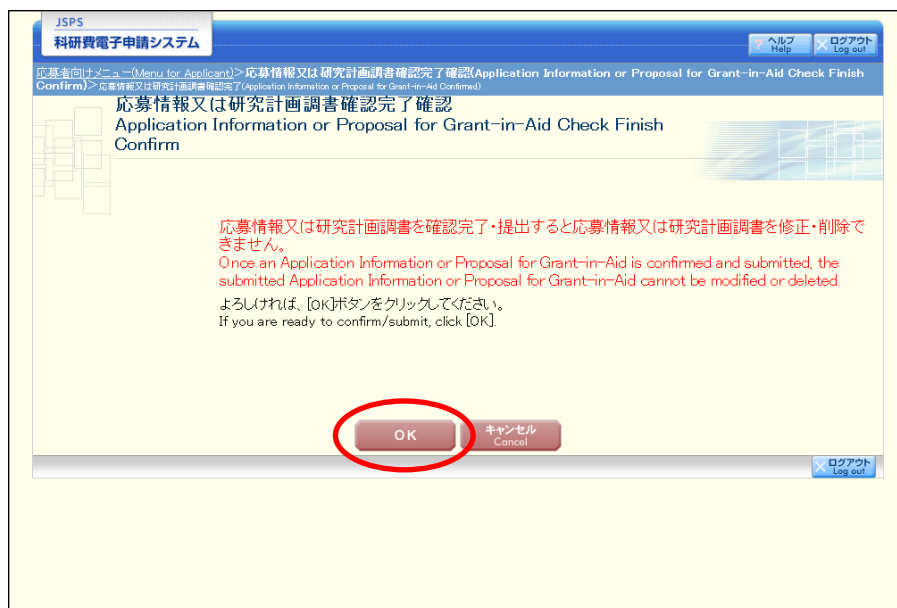 JSPS
科研費電子申請システム
? ヘルプ
Help
ログアウト
Log out
応募者向けメニュー(Menu for Applicant)>応募情報又は研究計画調書確認完了確認(Application Information or Proposal for Grant-in-Aid Check Finish
Confirm)>応募情報又は研究計画調書確認完了(Application Information or Proposal for Grant-in-Aid Confirmed)
応募情報又は研究計画調書確認完了確認
Application Information or Proposal for Grant-in-Aid Check Finish
Confirm
応募情報又は研究計画調書を確認完了・提出すると応募情報又は研究計画調書を修正・削除で
きません。
Once an Application Information or Proposal for Grant-in-Aid is confirmed and submitted, the
submitted Application Information or Proposal for Grant-in-Aid cannot be modified or deleted.
よろしければ、[OK]ボタンをクリックしてください。
If you are ready to confirm/submit, click [OK].
OK
キャンセル
Cancel
ログアウト
Log out